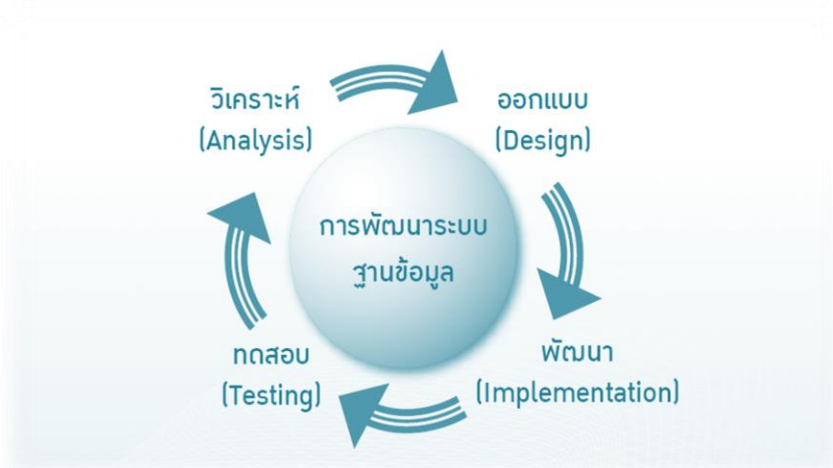 วิเคราะห์
(Analysis)
ออกแบบ
(Design)
การพัฒนาระบบ
ฐานข้อมูล
พัฒนา
(Implementation)
ทดสอบ
(Testing)